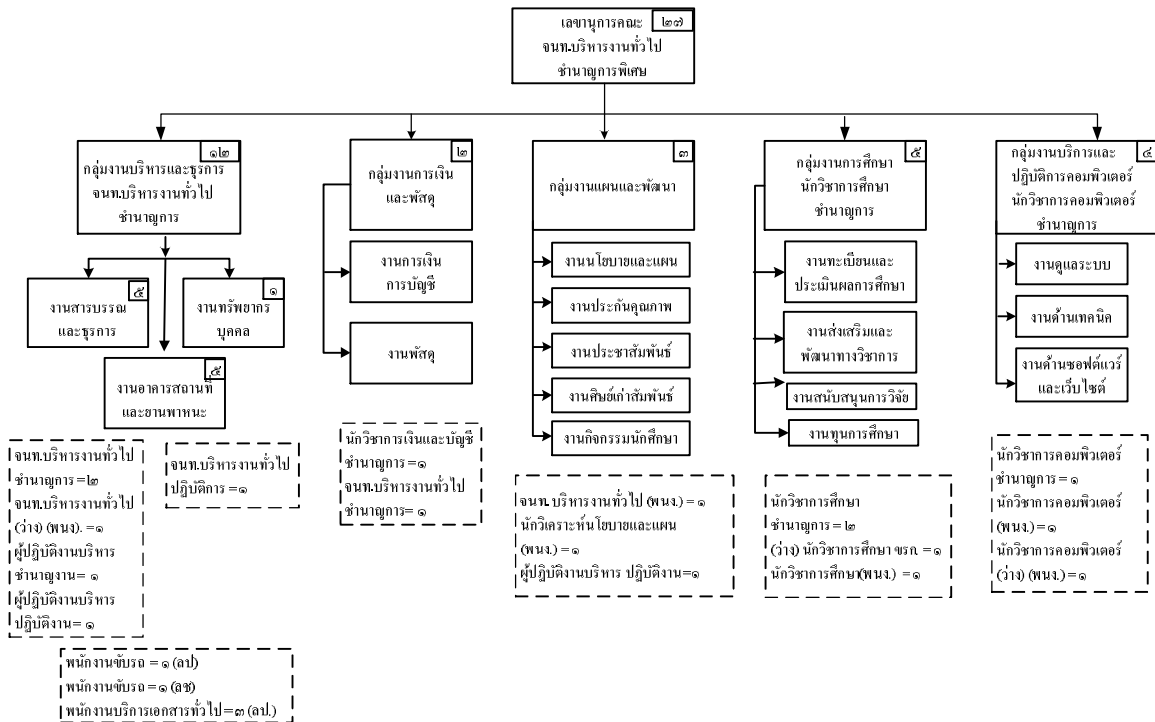 เลขานุการคณะ
๒๗
จนท.บริหารงานทั่วไป
ชำนาญการพิเศษ
๑๒
กลุ่มงานบริหารและธุรการ
จนท.บริหารงานทั่วไป
ชำนาญการ
๕
งานสารบรรณ
และธุรการ
๑
งานทรัพยากร
บุคคล
๕
งานอาคารสถานที่
และยานพาหนะ
จนท.บริหารงานทั่วไป
ชำนาญการ =๒
จนท.บริหารงานทั่วไป
(ว่าง) (พนง). =๑
ผู้ปฏิบัติงานบริหาร
ชำนาญงาน= ๑
ผู้ปฏิบัติงานบริหาร
ปฏิบัติงาน= ๑
จนท.บริหารงานทั่วไป
ปฏิบัติการ =๑
พนักงานขับรถ = ๑ (ลป)
พนักงานขับรถ = ๑ (ลช)
พนักงานบริการเอกสารทั่วไป =๓ (ลป.)
๒
กลุ่มงานการเงิน
และพัสดุ
งานการเงิน
การบัญชี
งานพัสดุ
นักวิชาการเงินและบัญชี
ชำนาญการ =๑
จนท.บริหารงานทั่วไป
ชำนาญการ= ๑
๓
กลุ่มงานแผนและพัฒนา
งานนโยบายและแผน
งานประกันคุณภาพ
งานประชาสัมพันธ์
งานศิษย์เก่าสัมพันธ์
งานกิจกรรมนักศึกษา
จนท. บริหารงานทั่วไป (พนง.) = ๑
นักวิเคราะห์นโยบายและแผน
(พนง.) = ๑
ผู้ปฏิบัติงานบริหาร ปฏิบัติงาน=๑
๕
กลุ่มงานการศึกษา
นักวิชาการศึกษา
ชำนาญการ
งานทะเบียนและ
ประเมินผลการศึกษา
งานส่งเสริมและ
พัฒนาทางวิชาการ
งานสนับสนุนการวิจัย
งานทุนการศึกษา
นักวิชาการศึกษา
ชำนาญการ = ๒
(ว่าง) นักวิชาการศึกษา ขรก. = ๑
นักวิชาการศึกษา(พนง.) = ๑
๔
กลุ่มงานบริการและ
ปฏิบัติการคอมพิวเตอร์
นักวิชาการคอมพิวเตอร์
ชำนาญการ
งานดูแลระบบ
งานด้านเทคนิค
งานด้านซอฟต์แวร์
และเว็บไซต์
นักวิชาการคอมพิวเตอร์
ชำนาญการ = ๑
นักวิชาการคอมพิวเตอร์
(พนง.) = ๑
นักวิชาการคอมพิวเตอร์
(ว่าง) (พนง.) = ๑